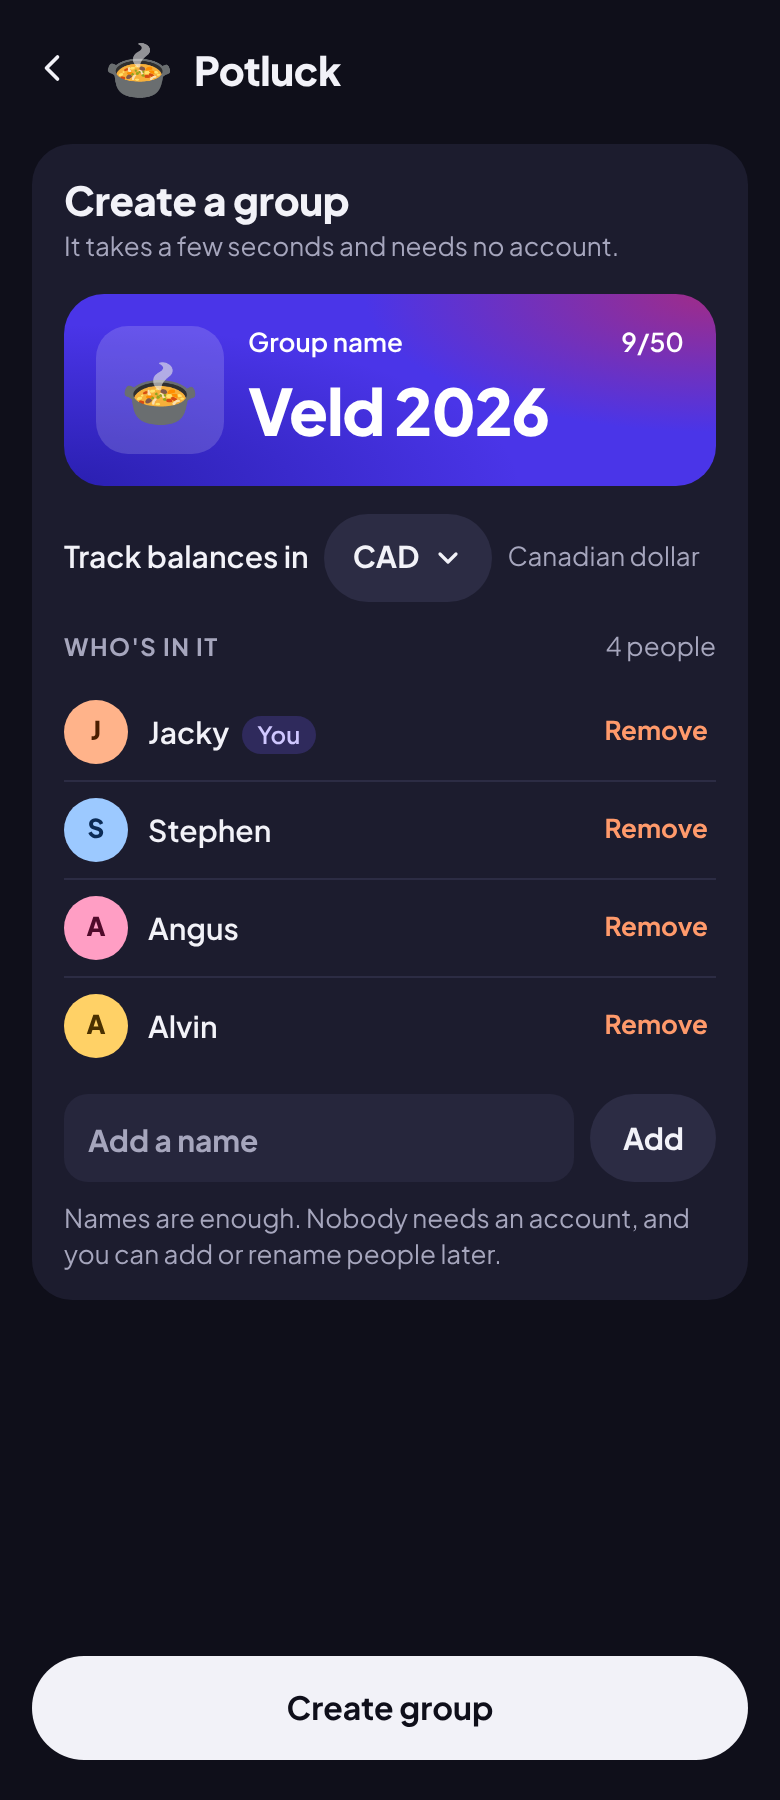 Potluck
Create a group
It takes a few seconds and needs no account.
Group name 9/50
Veld 2026
Track balances in CAD Canadian dollar
WHO'S IN IT 4 people
J Jacky You Remove
S Stephen Remove
A Angus Remove
A Alvin Remove
Add a name Add
Names are enough. Nobody needs an account, and
you can add or rename people later.
Create group